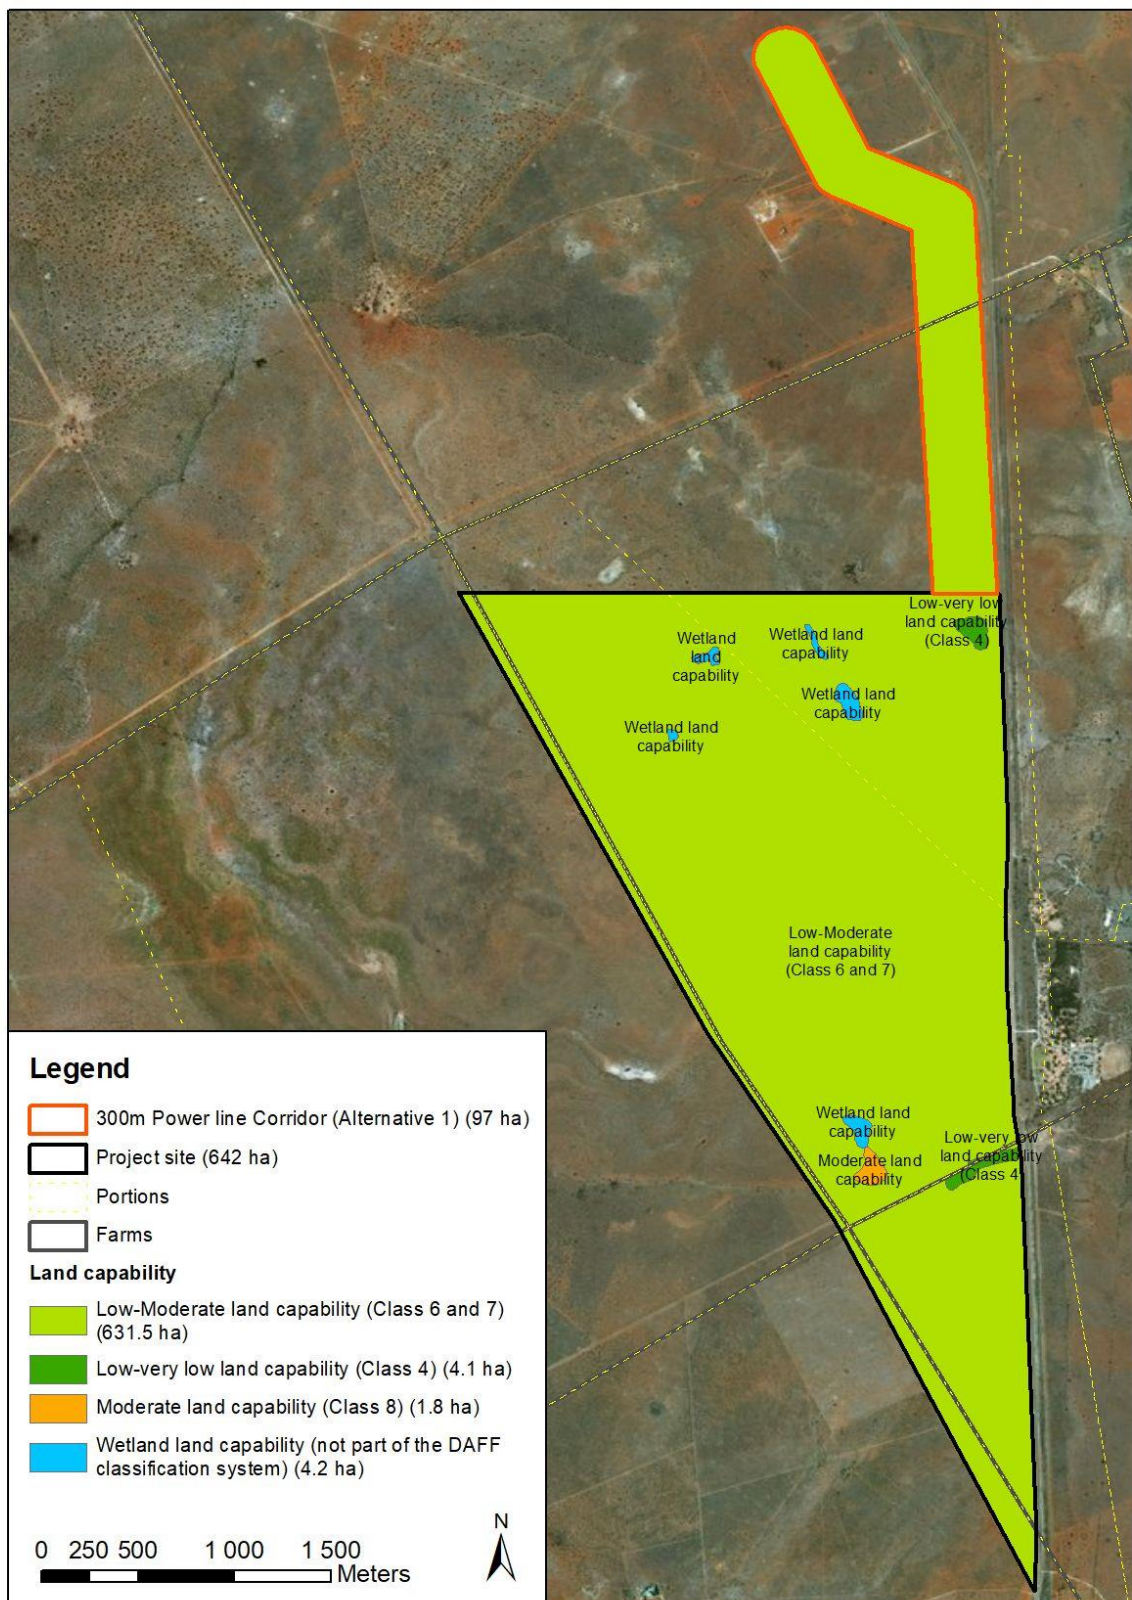 Low-very low
land capability
(Class 4)
Wetland
land
capability
Wetland land
capability
Wetland land
capability
Wetland land
capability
Low-Moderate
land capability
(Class 6 and 7)
Wetland land
capability
Moderate land
capability
Low-very low
land capability
(Class 4
Legend
300m Power line Corridor (Alternative 1) (97 ha)
Project site (642 ha)
Portions
Farms
Land capability
Low-Moderate land capability (Class 6 and 7)
(631.5 ha)
Low-very low land capability (Class 4) (4.1 ha)
Moderate land capability (Class 8) (1.8 ha)
Wetland land capability (not part of the DAFF
classification system) (4.2 ha)
0 250 500 1 000 1 500
Meters
N